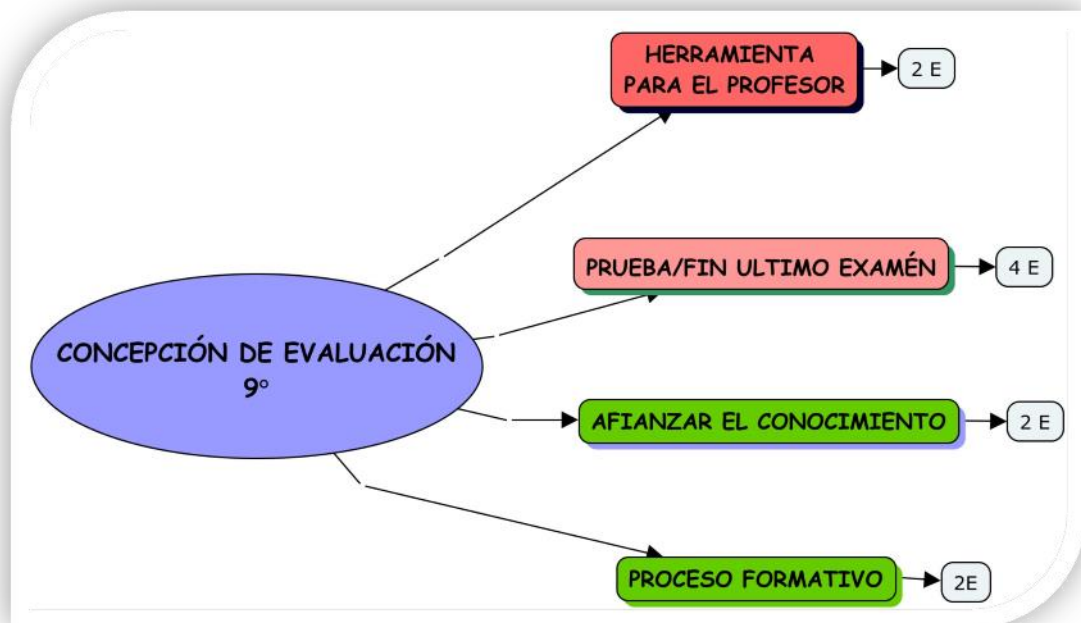 HERRAMIENTA
PARA EL PROFESOR
2 E
PRUEBA/FIN ULTIMO EXAMÉN
4 E
CONCEPCIÓN DE EVALUACIÓN
9°
AFIANZAR EL CONOCIMIENTO
2 E
PROCESO FORMATIVO
2E